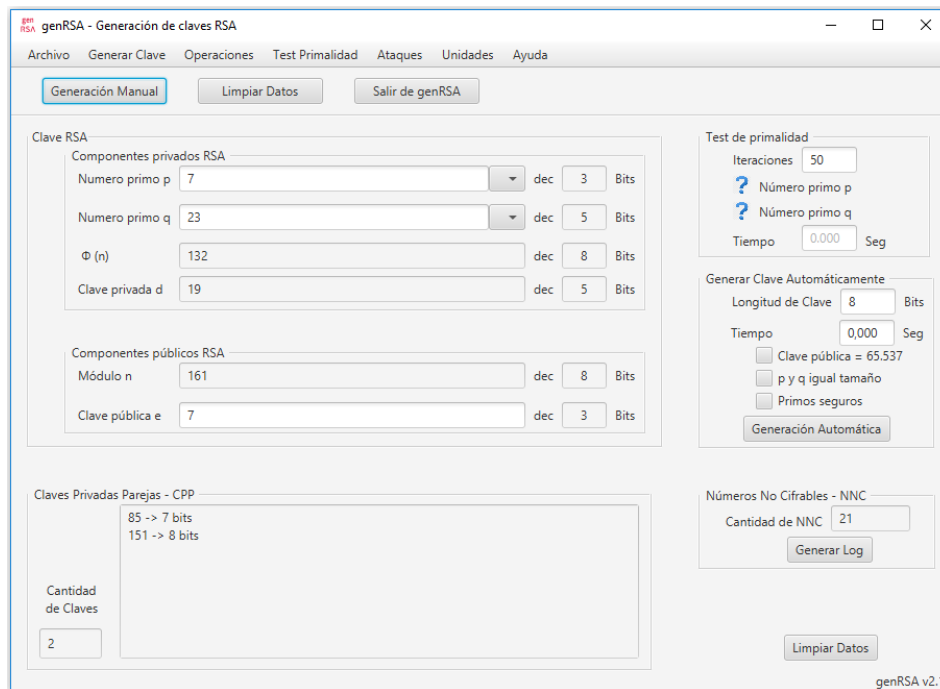 gen RSA
genRSA - Generación de claves RSA
Archivo Generar Clave Operaciones Test Primalidad Ataques Unidades Ayuda
Generación Manual Limpiar Datos Salir de genRSA
Clave RSA
Componentes privados RSA
Numero primo p 7 dec 3 Bits
Numero primo q 23 dec 5 Bits
Φ (n) 132 dec 8 Bits
Clave privada d 19 dec 5 Bits
Componentes públicos RSA
Módulo n 161 dec 8 Bits
Clave pública e 7 dec 3 Bits
Test de primalidad
Iteraciones 50
? Número primo p
? Número primo q
Tiempo 0.000 Seg
Generar Clave Automáticamente
Longitud de Clave 8 Bits
Tiempo 0,000 Seg
Clave pública = 65.537
p y q igual tamaño
Primos seguros
Generación Automática
Claves Privadas Parejas - CPP
85 -> 7 bits
151 -> 8 bits
Cantidad
de Claves
2
Números No Cifrables - NNC
Cantidad de NNC 21
Generar Log
Limpiar Datos
genRSA v2.